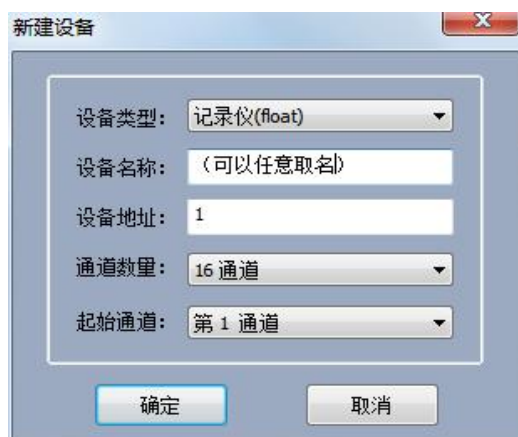 新建设备
设备类型： 记录仪(float)
设备名称： （可以任意取名）
设备地址： 1
通道数量： 16 通道
起始通道： 第 1 通道
确定 取消